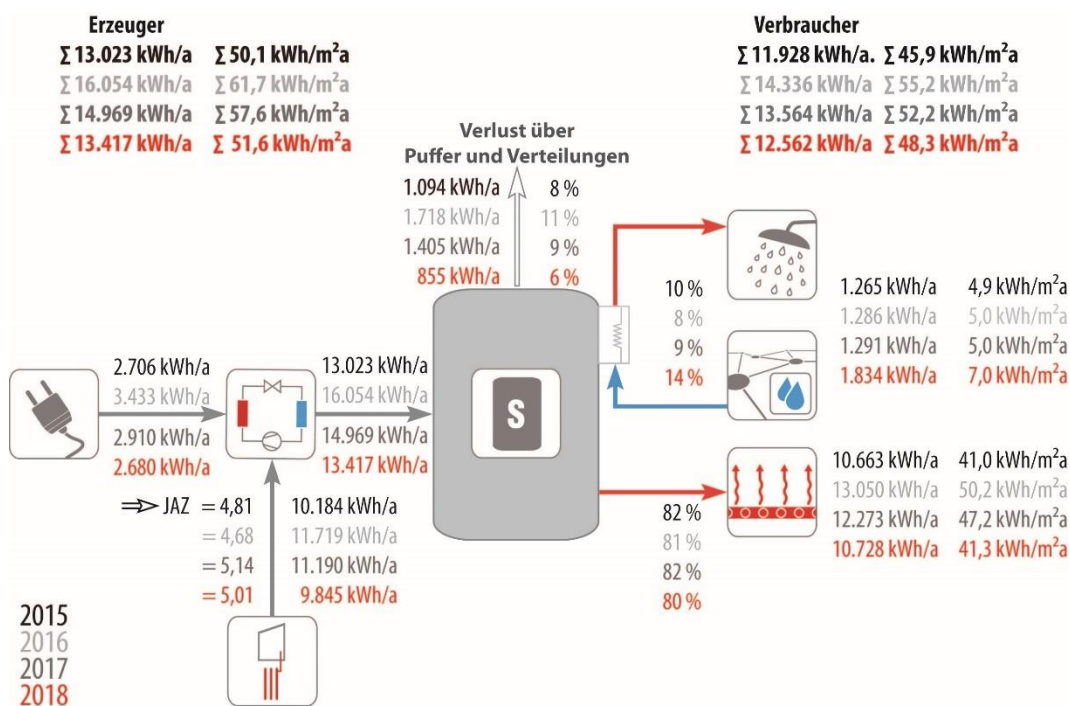 Erzeuger
∑ 13.023 kWh/a ∑ 50,1 kWh/m²a
∑ 16.054 kWh/a ∑ 61,7 kWh/m²a
∑ 14.969 kWh/a ∑ 57,6 kWh/m²a
∑ 13.417 kWh/a ∑ 51,6 kWh/m²a
Verbraucher
∑ 11.928 kWh/a. ∑ 45,9 kWh/m²a
∑ 14.336 kWh/a ∑ 55,2 kWh/m²a
∑ 13.564 kWh/a ∑ 52,2 kWh/m²a
∑ 12.562 kWh/a ∑ 48,3 kWh/m²a
Verlust über
Puffer und Verteilungen
1.094 kWh/a 8 %
1.718 kWh/a 11 %
1.405 kWh/a 9 %
855 kWh/a 6 %
10 %
8 %
9 %
14 %
1.265 kWh/a 4,9 kWh/m²a
1.286 kWh/a 5,0 kWh/m²a
1.291 kWh/a 5,0 kWh/m²a
1.834 kWh/a 7,0 kWh/m²a
2.706 kWh/a
3.433 kWh/a
2.910 kWh/a
2.680 kWh/a
13.023 kWh/a
16.054 kWh/a
14.969 kWh/a
13.417 kWh/a
S
⇒ JAZ = 4,81 10.184 kWh/a
= 4,68 11.719 kWh/a
= 5,14 11.190 kWh/a
= 5,01 9.845 kWh/a
82 %
81 %
82 %
80 %
10.663 kWh/a 41,0 kWh/m²a
13.050 kWh/a 50,2 kWh/m²a
12.273 kWh/a 47,2 kWh/m²a
10.728 kWh/a 41,3 kWh/m²a
2015
2016
2017
2018